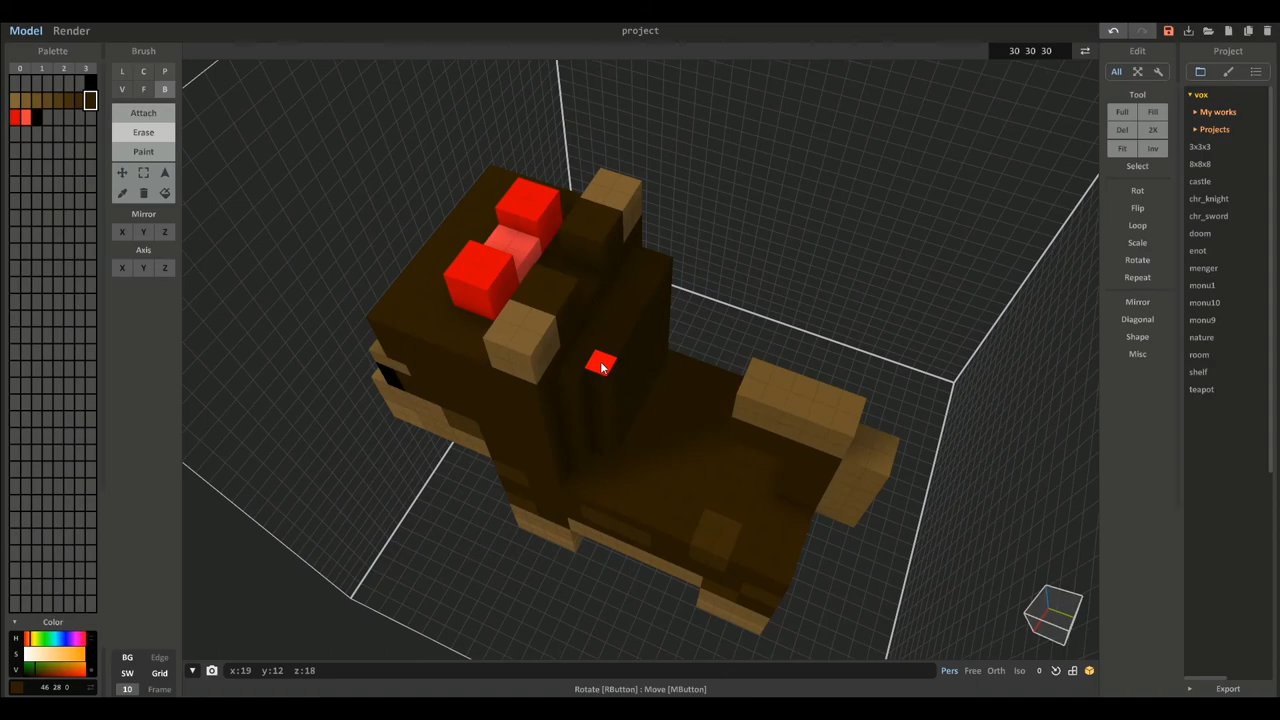 Model Render
project
Palette
Brush
30 30 30
Edit
Project
0 1 2 3
L C P
V F B
Attach
Erase
Paint
Mirror
X Y Z
Axis
X Y Z
All
Tool
Full Fill
Del 2X
Fit Inv
Select
Rot
Flip
Loop
Scale
Rotate
Repeat
Mirror
Diagonal
Shape
Misc
vox
My works
Projects
3x3x3
8x8x8
castle
chr_knight
chr_sword
doom
enot
menger
monu1
monu10
monu9
nature
room
shelf
teapot
Color
H
S
V
46 28 0
BG Edge
SW Grid
10 Frame
x:19 y:12 z:18
Pers Free Orth Iso 0
Rotate [RButton] : Move [MButton]
Export